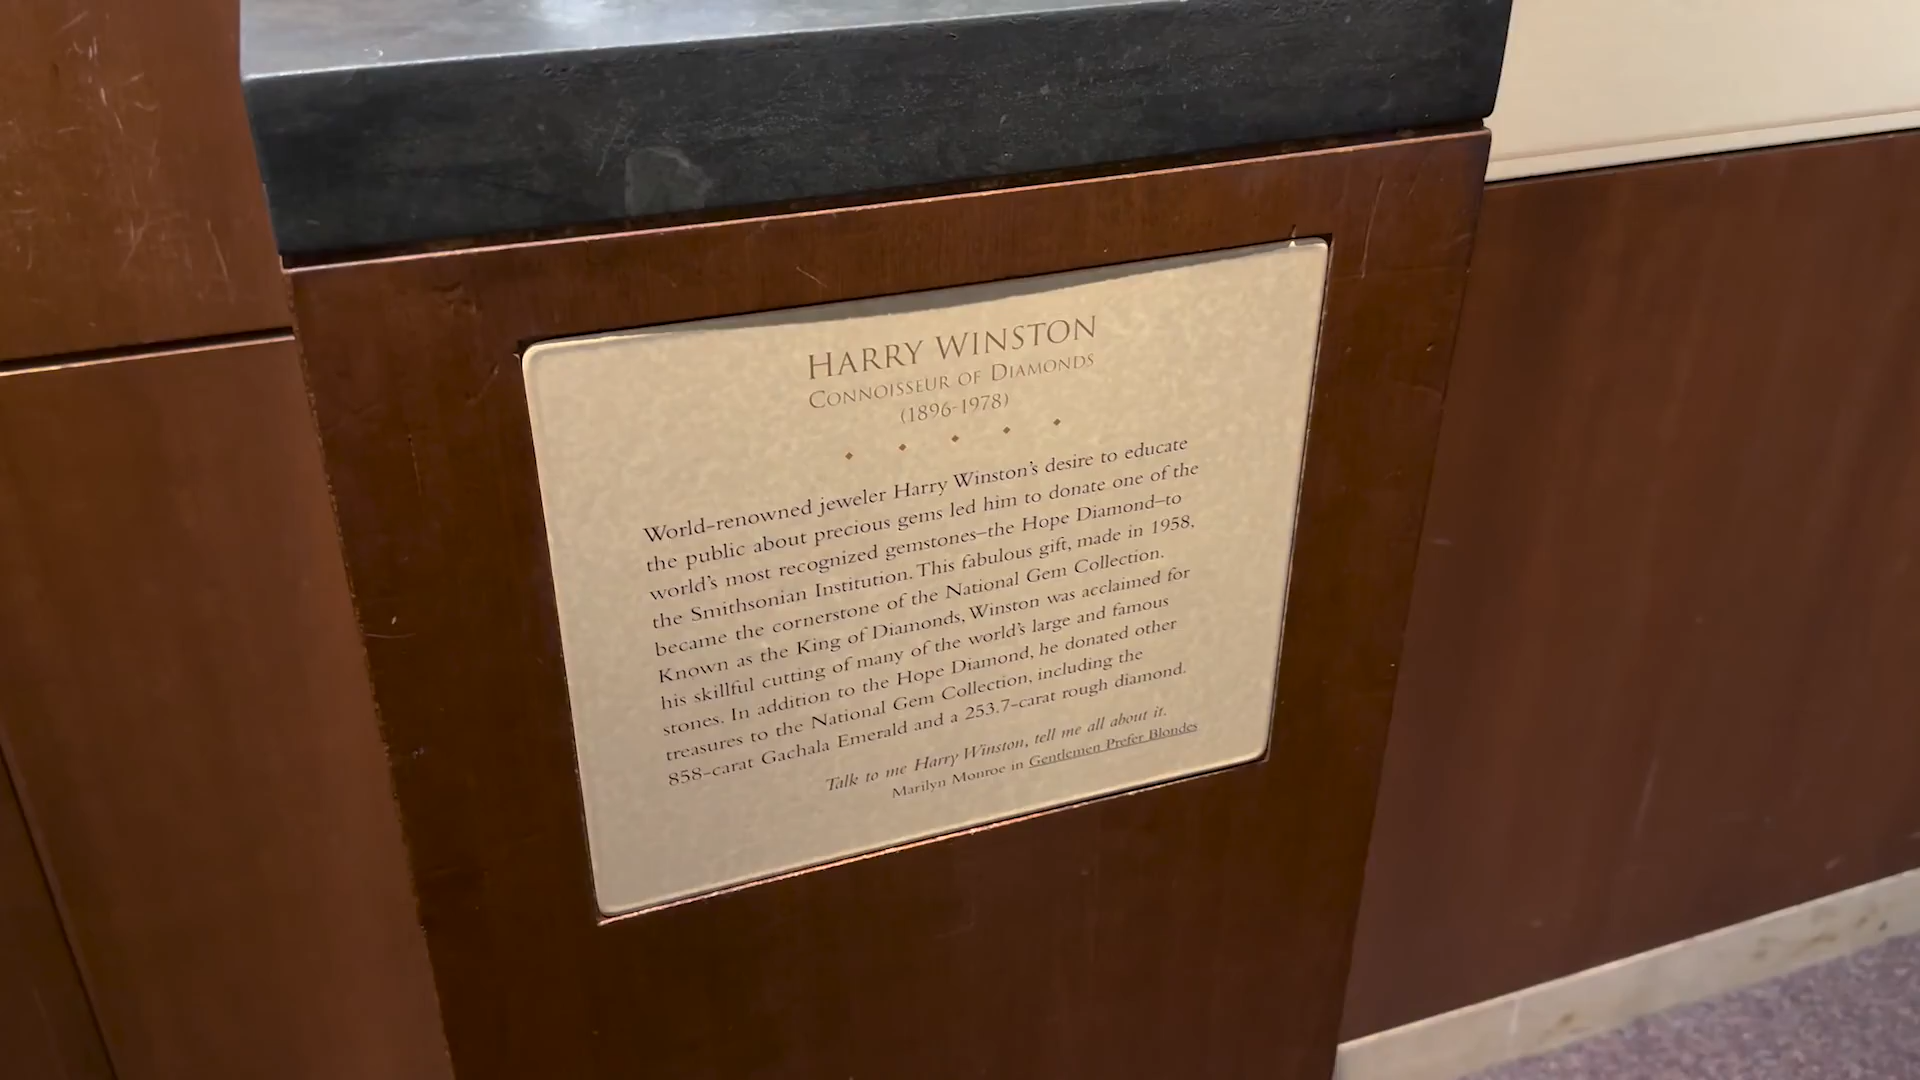 HARRY WINSTON
CONNOISSEUR OF DIAMONDS
(1896-1978)
World-renowned jeweler Harry Winston's desire to educate
the public about precious gems led him to donate one of the
world's most recognized gemstones–the Hope Diamond–to
the Smithsonian Institution. This fabulous gift, made in 1958,
became the cornerstone of the National Gem Collection.
Known as the King of Diamonds, Winston was acclaimed for
his skillful cutting of many of the world's large and famous
stones. In addition to the Hope Diamond, he donated other
treasures to the National Gem Collection, including the
858-carat Gachala Emerald and a 253.7-carat rough diamond.
Talk to me Harry Winston, tell me all about it.
Marilyn Monroe in Gentlemen Prefer Blondes